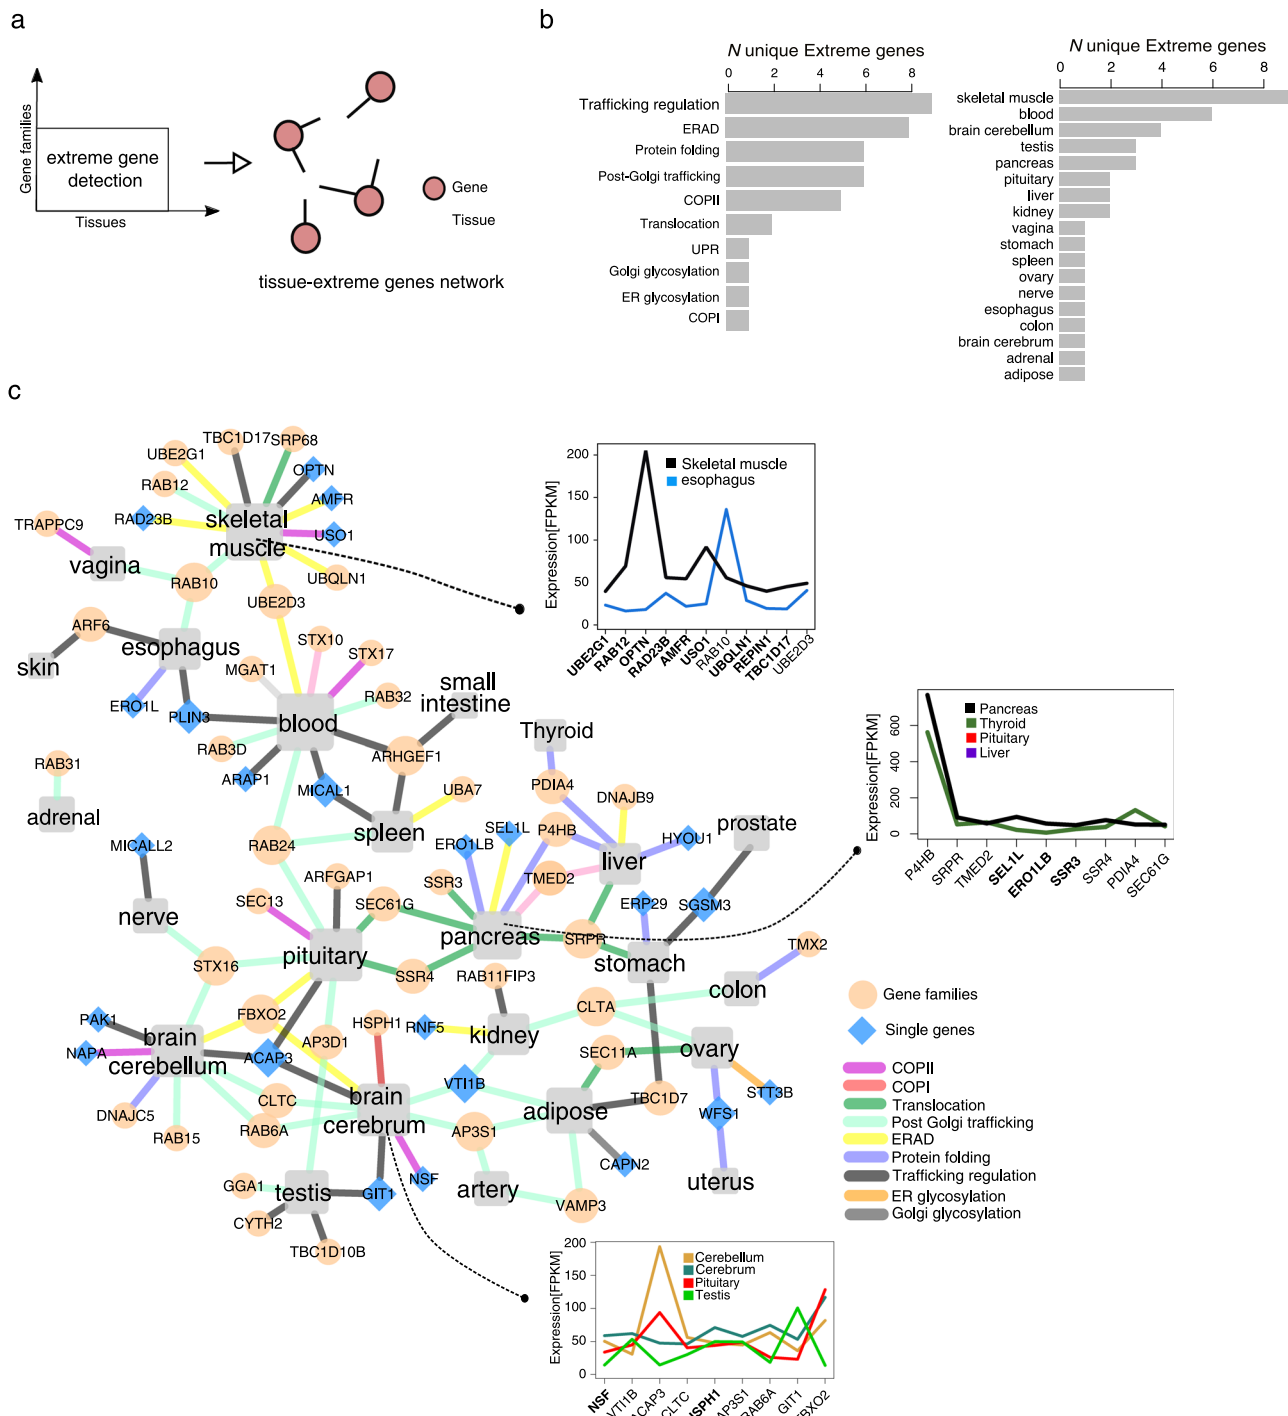 a
Gene families
extreme gene
detection
Tissues
Gene
Tissue
tissue-extreme genes network
b
N unique Extreme genes
0 2 4 6 8
Trafficking regulation
ERAD
Protein folding
Post-Golgi trafficking
COPII
Translocation
UPR
Golgi glycosylation
ER glycosylation
COPI
N unique Extreme genes
0 2 4 6 8
skeletal muscle
blood
brain cerebellum
testis
pancreas
pituitary
liver
kidney
vagina
stomach
spleen
ovary
nerve
esophagus
colon
brain cerebrum
adrenal
adipose
c
TBC1D17
SRP68
UBE2G1
OPTN
RAB12
AMFR
RAD23B
skeletal
muscle
USO1
TRAPPC9
vagina
RAB10
UBQLN1
UBE2D3
ARF6
skin
esophagus
STX10
STX17
MGAT1
small
intestine
ERO1L
PLIN3
blood
RAB32
RAB3D
ARHGEF1
Thyroid
RAB31
ARAP1
MICAL1
UBA7
PDIA4
DNAJB9
adrenal
spleen
SEL1L
P4HB
prostate
MICALL2
RAB24
ERO1LB
HYOU1
liver
ARFGAP1
SSR3
TMED2
SEC13
SEC61G
ERP29
SGSM3
nerve
pancreas
SRPR
TMX2
pituitary
stomach
STX16
SSR4
RAB11FIP3
colon
CLTA
PAK1
FBXO2
HSPH1
RNF5
kidney
brain
cerebellum
AP3D1
ovary
NAPA
ACAP3
SEC11A
VTI1B
STT3B
DNAJC5
CLTC
brain
cerebrum
adipose
TBC1D7
WFS1
RAB15
RAB6A
AP3S1
CAPN2
NSF
GGA1
testis
GIT1
artery
uterus
CYTH2
VAMP3
TBC1D10B
Expression[FPKM]
200
150
100
50
0
Skeletal muscle
esophagus
UBE2G1
RAB12
OPTN
RAD23B
AMFR
USO1
RAB10
UBQLN1
REPIN1
TBC1D17
UBE2D3
Expression[FPKM]
600
400
200
0
Pancreas
Thyroid
Pituitary
Liver
P4HB
SRPR
TMED2
SEL1L
ERO1LB
SSR3
SSR4
PDIA4
SEC61G
Gene families
Single genes
COPII
COPI
Translocation
Post Golgi trafficking
ERAD
Protein folding
Trafficking regulation
ER glycosylation
Golgi glycosylation
Expression[FPKM]
200
150
100
50
0
Cerebellum
Cerebrum
Pituitary
Testis
NSF
VTI1B
ACAP3
CLTC
AP3S1
RAB6A
GIT1